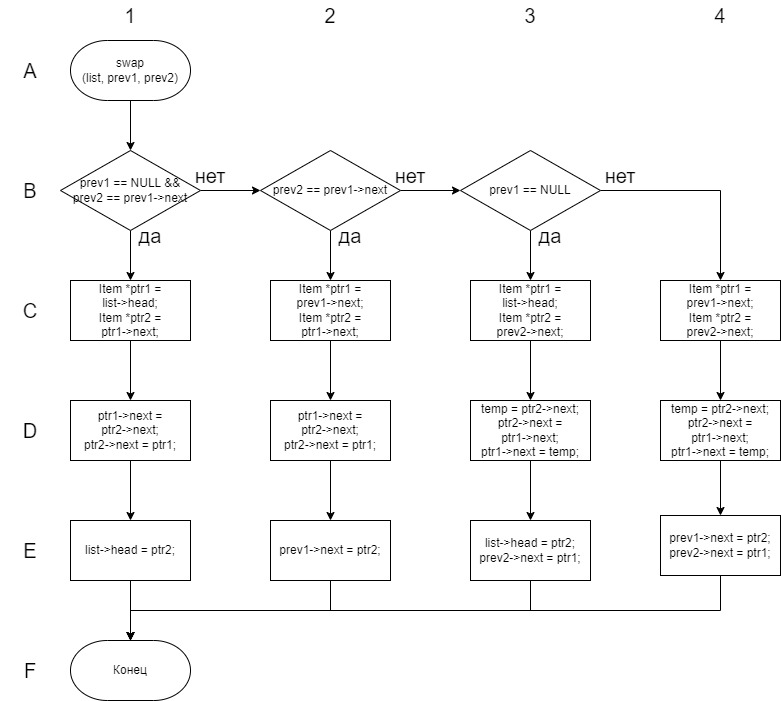 1
2
3
4
A
swap
(list, prev1, prev2)
B
prev1 == NULL &&
prev2 == prev1->next
нет
prev2 == prev1->next
нет
prev1 == NULL
нет
да
да
да
C
Item *ptr1 =
list->head;
Item *ptr2 =
ptr1->next;
Item *ptr1 =
prev1->next;
Item *ptr2 =
ptr1->next;
Item *ptr1 =
list->head;
Item *ptr2 =
prev2->next;
Item *ptr1 =
prev1->next;
Item *ptr2 =
prev2->next;
D
ptr1->next =
ptr2->next;
ptr2->next = ptr1;
ptr1->next =
ptr2->next;
ptr2->next = ptr1;
temp = ptr2->next;
ptr2->next =
ptr1->next;
ptr1->next = temp;
temp = ptr2->next;
ptr2->next =
ptr1->next;
ptr1->next = temp;
E
list->head = ptr2;
prev1->next = ptr2;
list->head = ptr2;
prev2->next = ptr1;
prev1->next = ptr2;
prev2->next = ptr1;
F
Конец